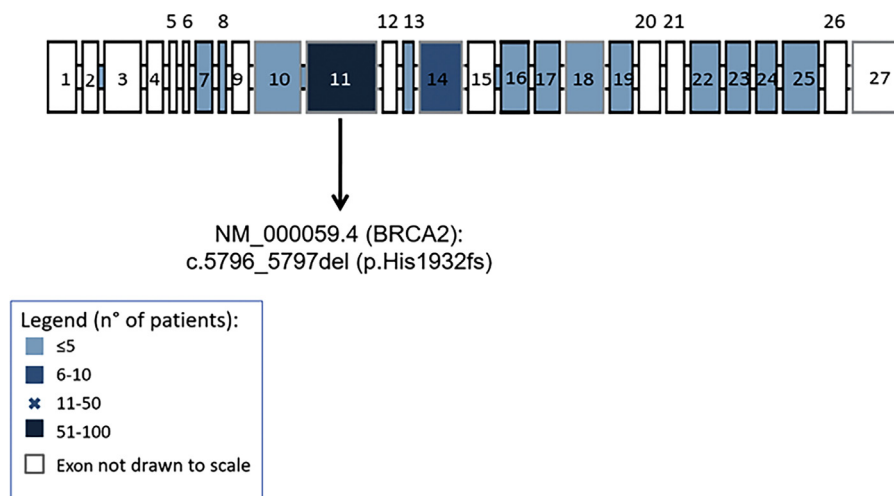 5 6 8 12 13 20 21 26
1 2 3 4 7 9 10 11 14 15 16 17 18 19 22 23 24 25 27
NM_000059.4 (BRCA2):
c.5796_5797del (p.His1932fs)
Legend (n° of patients):
≤5
6-10
11-50
51-100
Exon not drawn to scale